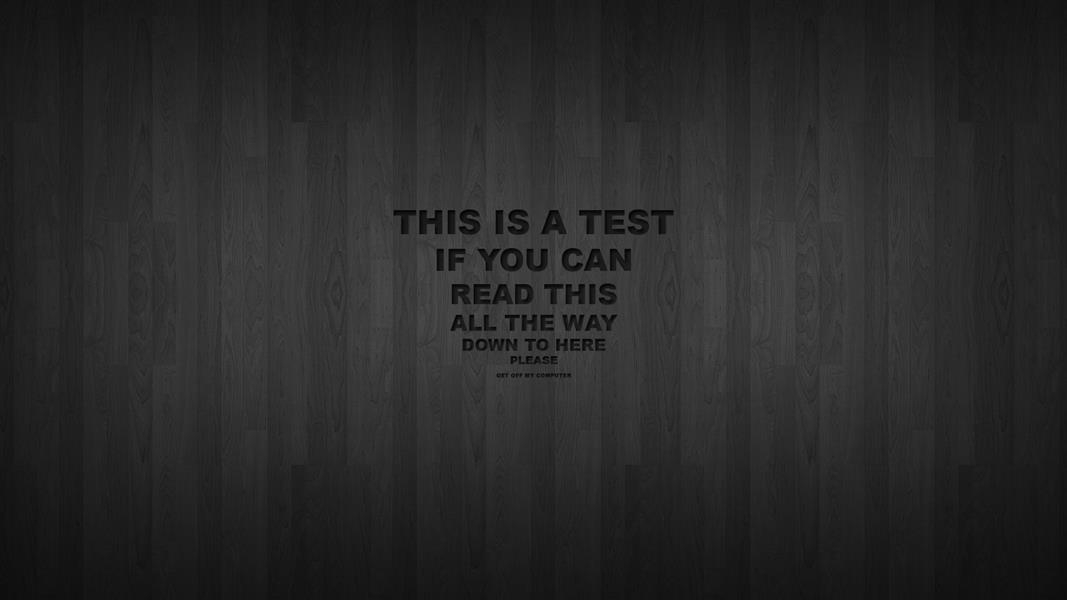 THIS IS A TEST
IF YOU CAN
READ THIS
ALL THE WAY
DOWN TO HERE
PLEASE
GET OFF MY COMPUTER